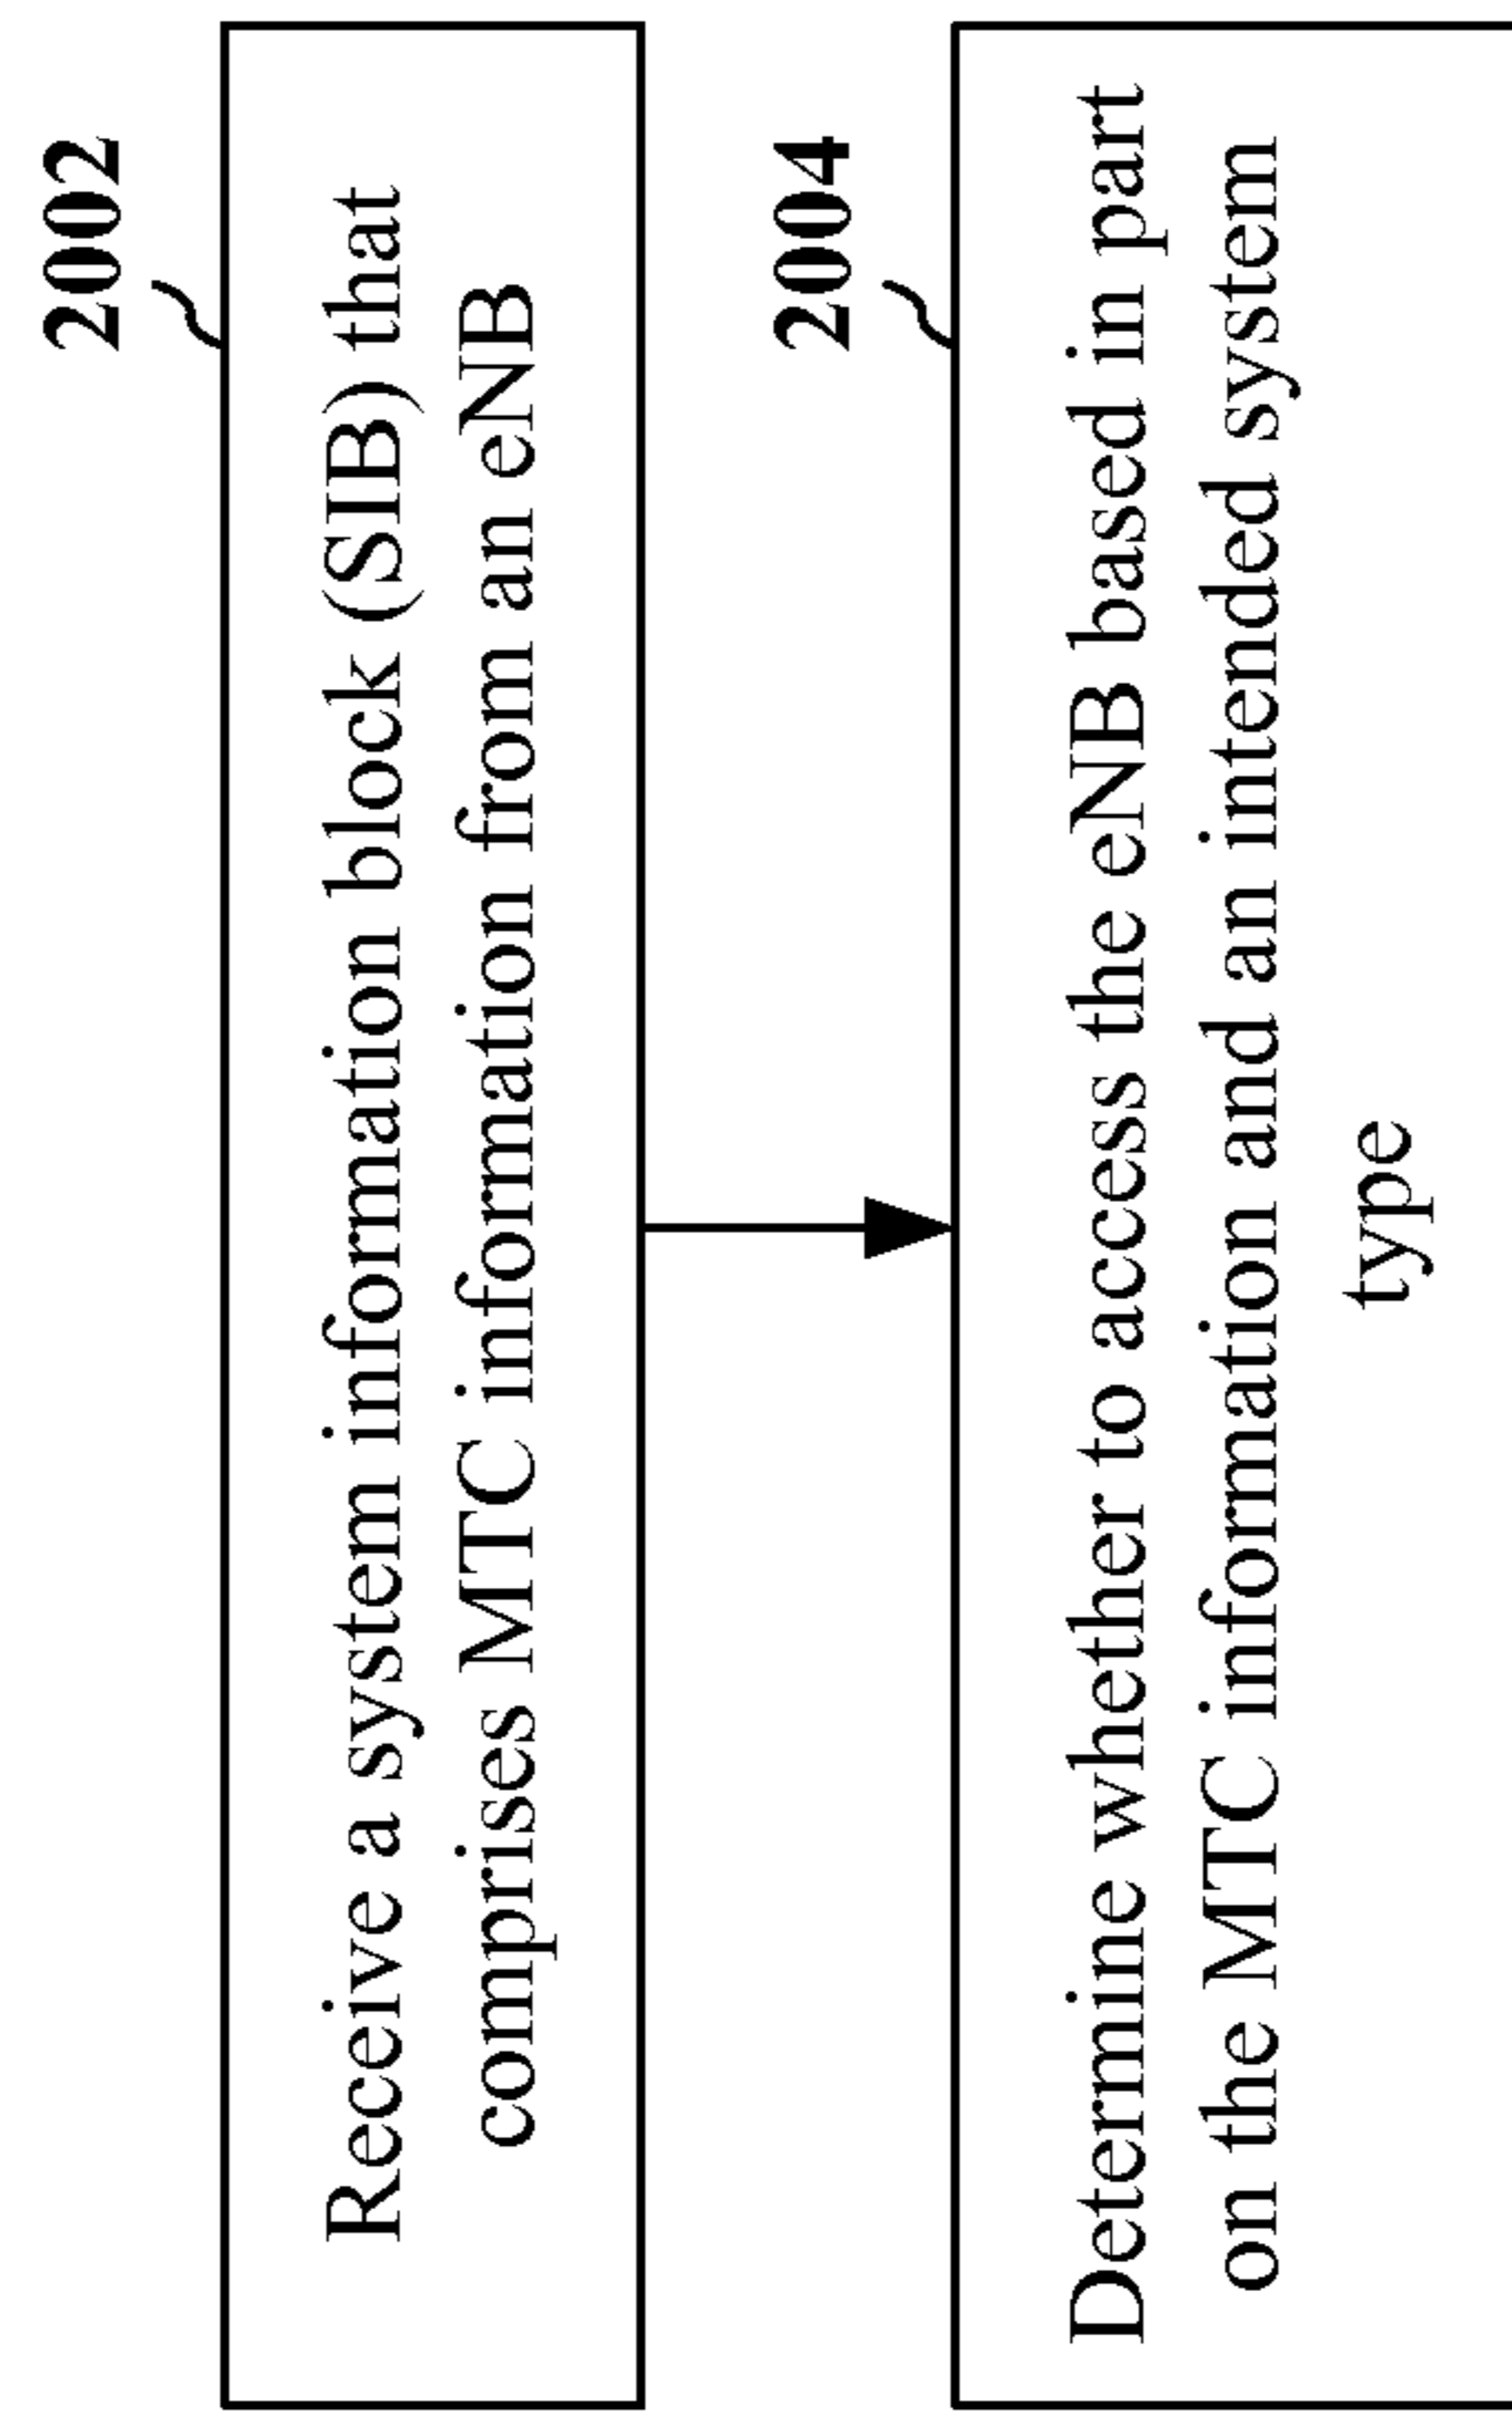 2002
Receive a system information block (SIB) that
comprises MTC information from an eNB
2004
Determine whether to access the eNB based in part
on the MTC information and an intended system
type